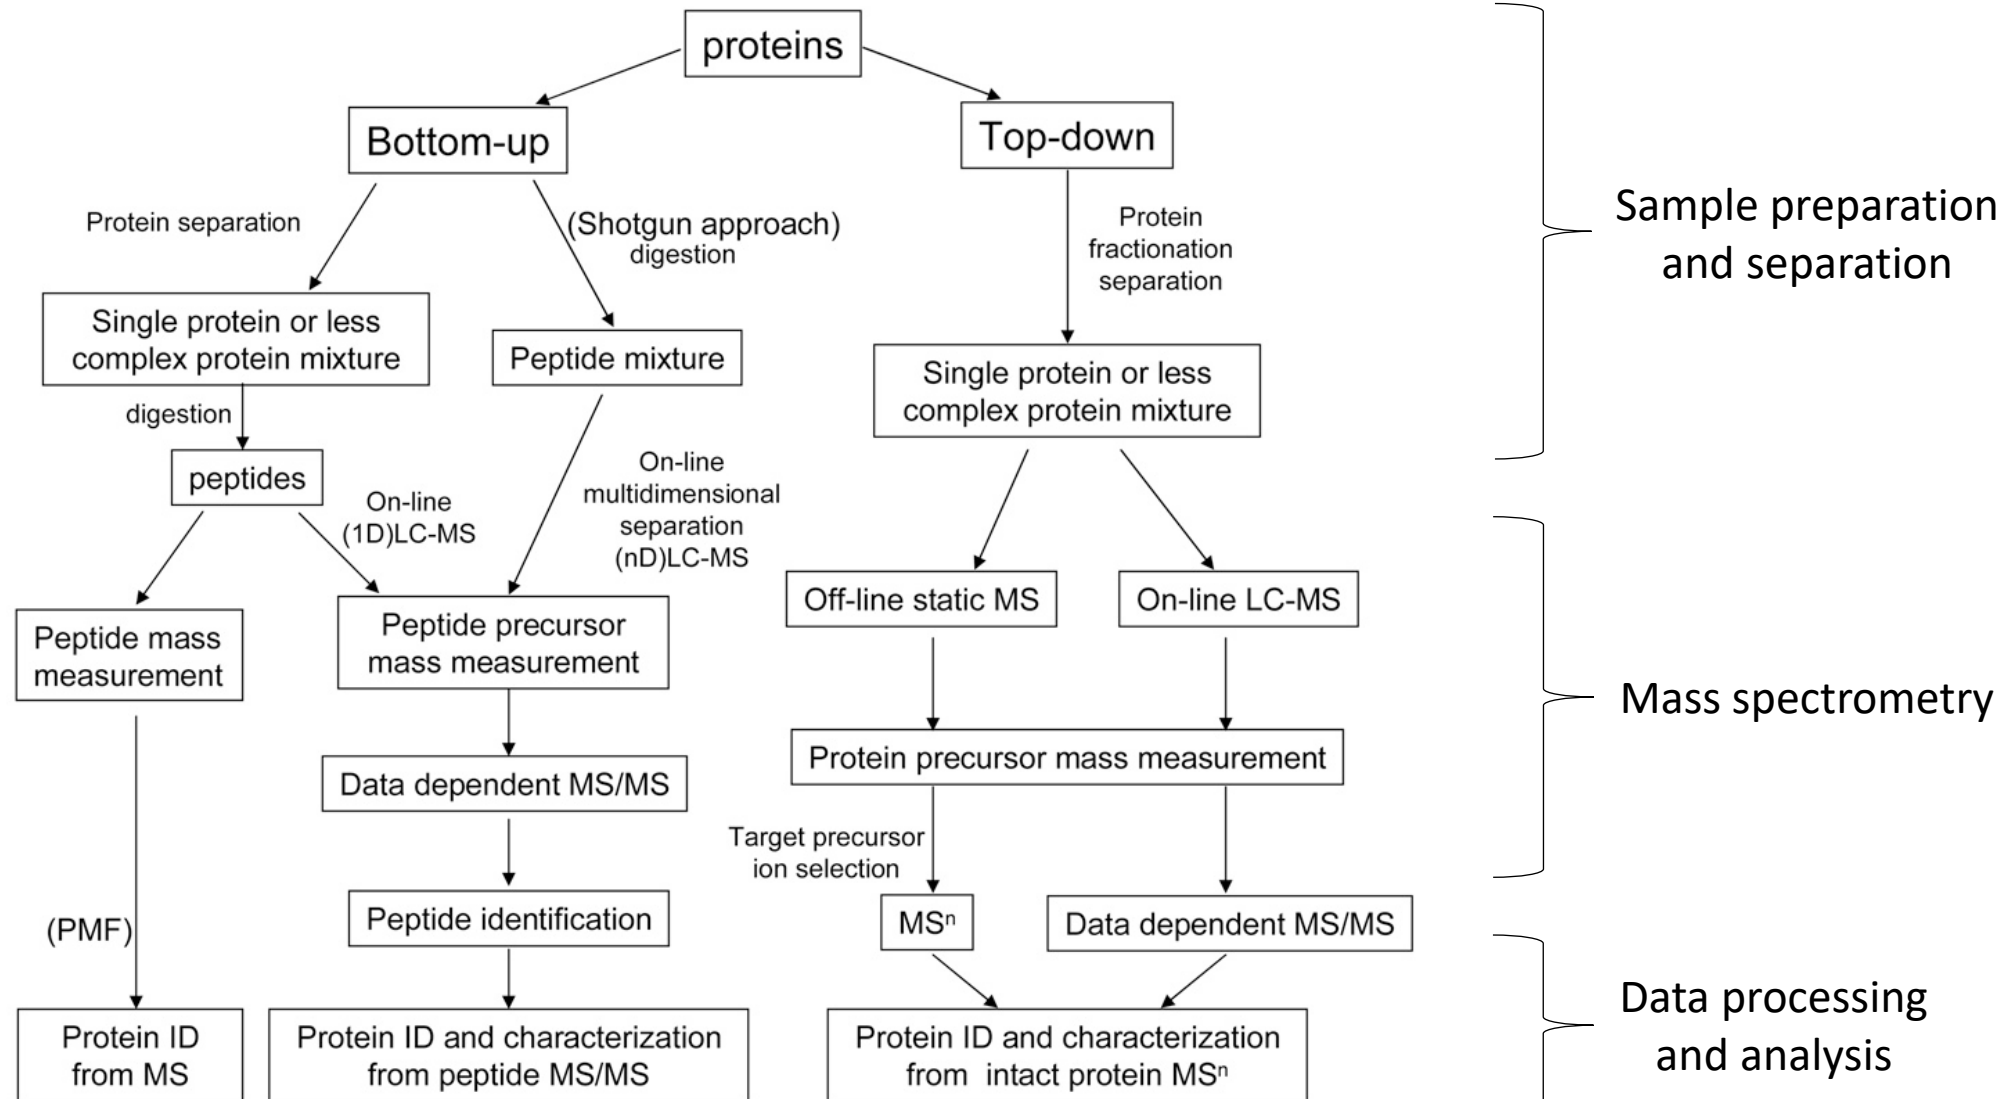 proteins
Bottom-up
Top-down
Protein separation
(Shotgun approach)
digestion
Protein
fractionation
separation
Sample preparation
and separation
Single protein or less
complex protein mixture
Peptide mixture
Single protein or less
complex protein mixture
digestion
peptides
On-line
(1D)LC-MS
On-line
multidimensional
separation
(nD)LC-MS
Off-line static MS
On-line LC-MS
Peptide mass
measurement
Peptide precursor
mass measurement
Mass spectrometry
Protein precursor mass measurement
Data dependent MS/MS
Target precursor
ion selection
Peptide identification
MSⁿ
Data dependent MS/MS
(PMF)
Data processing
and analysis
Protein ID
from MS
Protein ID and characterization
from peptide MS/MS
Protein ID and characterization
from intact protein MSⁿ